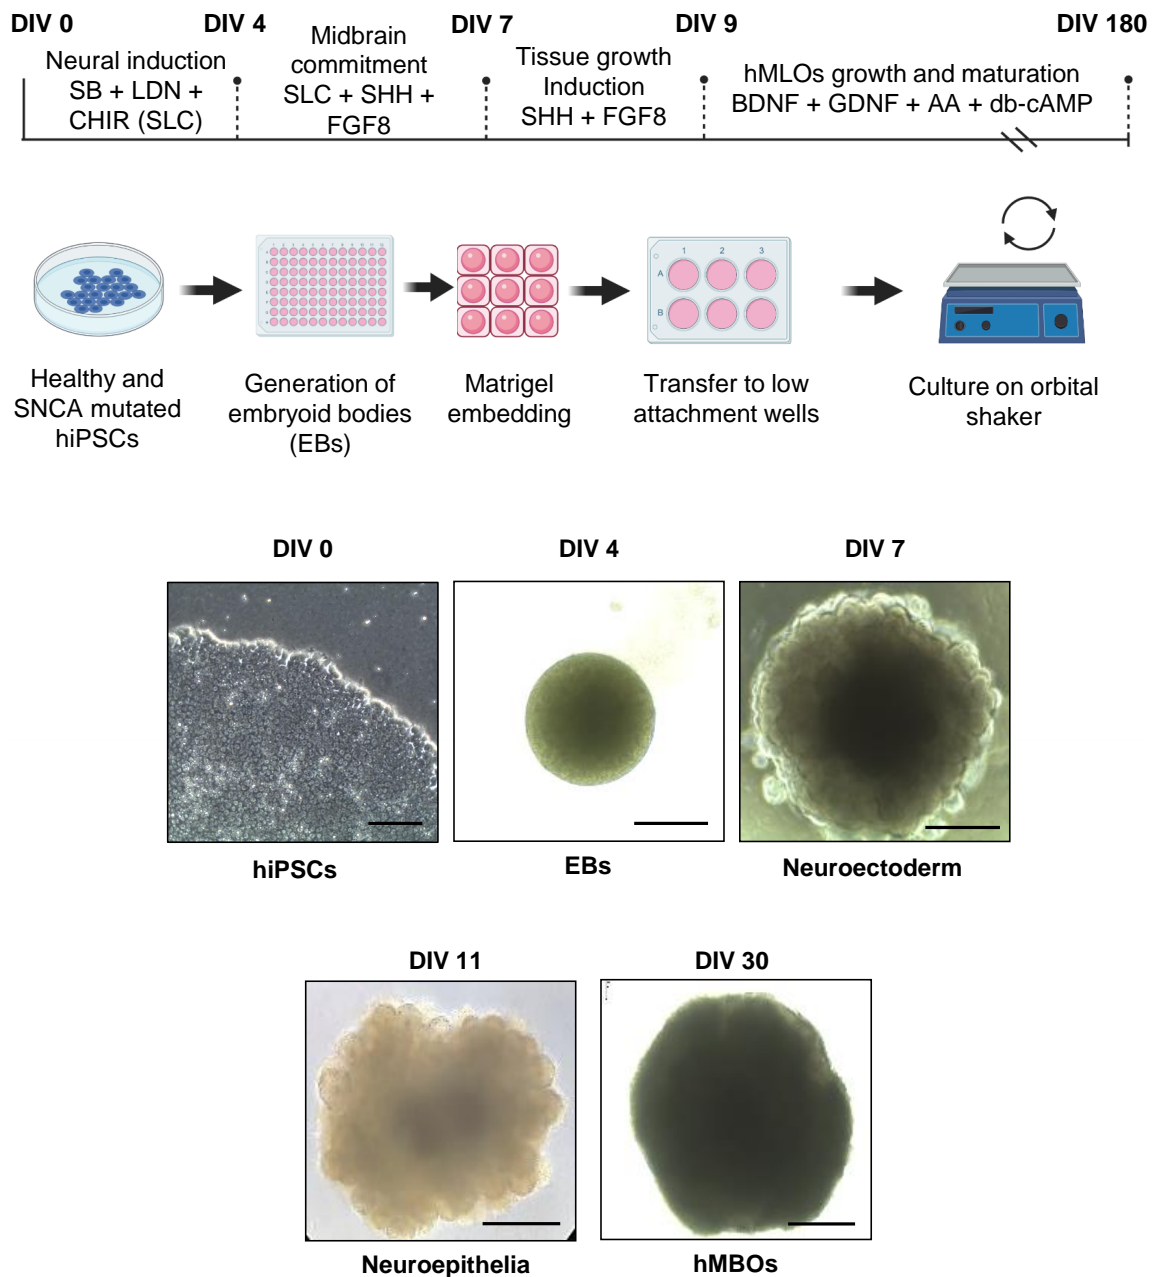 DIV 0
DIV 4
DIV 7
DIV 9
DIV 180
Neural induction
SB + LDN +
CHIR (SLC)
Midbrain
commitment
SLC + SHH +
FGF8
Tissue growth
Induction
SHH + FGF8
hMLOs growth and maturation
BDNF + GDNF + AA + db-cAMP
1 2 3
A
B
Healthy and
SNCA mutated
hiPSCs
Generation of
embryoid bodies
(EBs)
Matrigel
embedding
Transfer to low
attachment wells
Culture on orbital
shaker
DIV 0
DIV 4
DIV 7
hiPSCs
EBs
Neuroectoderm
DIV 11
DIV 30
Neuroepithelia
hMBOs